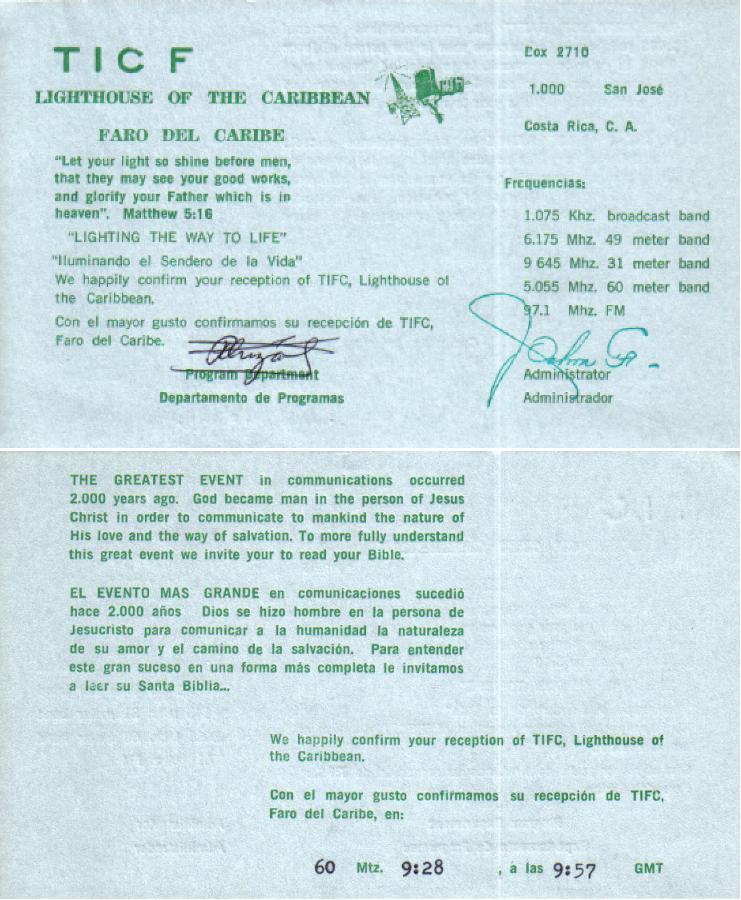 TICF
LIGHTHOUSE OF THE CARIBBEAN
FARO DEL CARIBE
"Let your light so shine before men,
that they may see your good works,
and glorify your Father which is in
heaven". Matthew 5:16
"LIGHTING THE WAY TO LIFE"
"Iluminando el Sendero de la Vida"
We happily confirm your reception of TIFC, Lighthouse of
the Caribbean.
Con el mayor gusto confirmamos su recepción de TIFC,
Faro del Caribe.
Program Department
Departamento de Programas
Box 2710
1.000 San José
Costa Rica, C. A.
Frequencias:
1.075 Khz. broadcast band
6.175 Mhz. 49 meter band
9 645 Mhz. 31 meter band
5.055 Mhz. 60 meter band
97.1 Mhz. FM
Administrator
Administrador
THE GREATEST EVENT in communications occurred
2.000 years ago. God became man in the person of Jesus
Christ in order to communicate to mankind the nature of
His love and the way of salvation. To more fully understand
this great event we invite your to read your Bible.
EL EVENTO MAS GRANDE en comunicaciones sucedió
hace 2.000 años Dios se hizo hombre en la persona de
Jesucristo para comunicar a la humanidad la naturaleza
de su amor y el camino de la salvación. Para entender
este gran suceso en una forma más completa le invitamos
a leer su Santa Biblia...
We happily confirm your reception of TIFC, Lighthouse of
the Caribbean.
Con el mayor gusto confirmamos su recepción de TIFC,
Faro del Caribe, en:
60 Mtz. 9:28 , a las 9:57 GMT